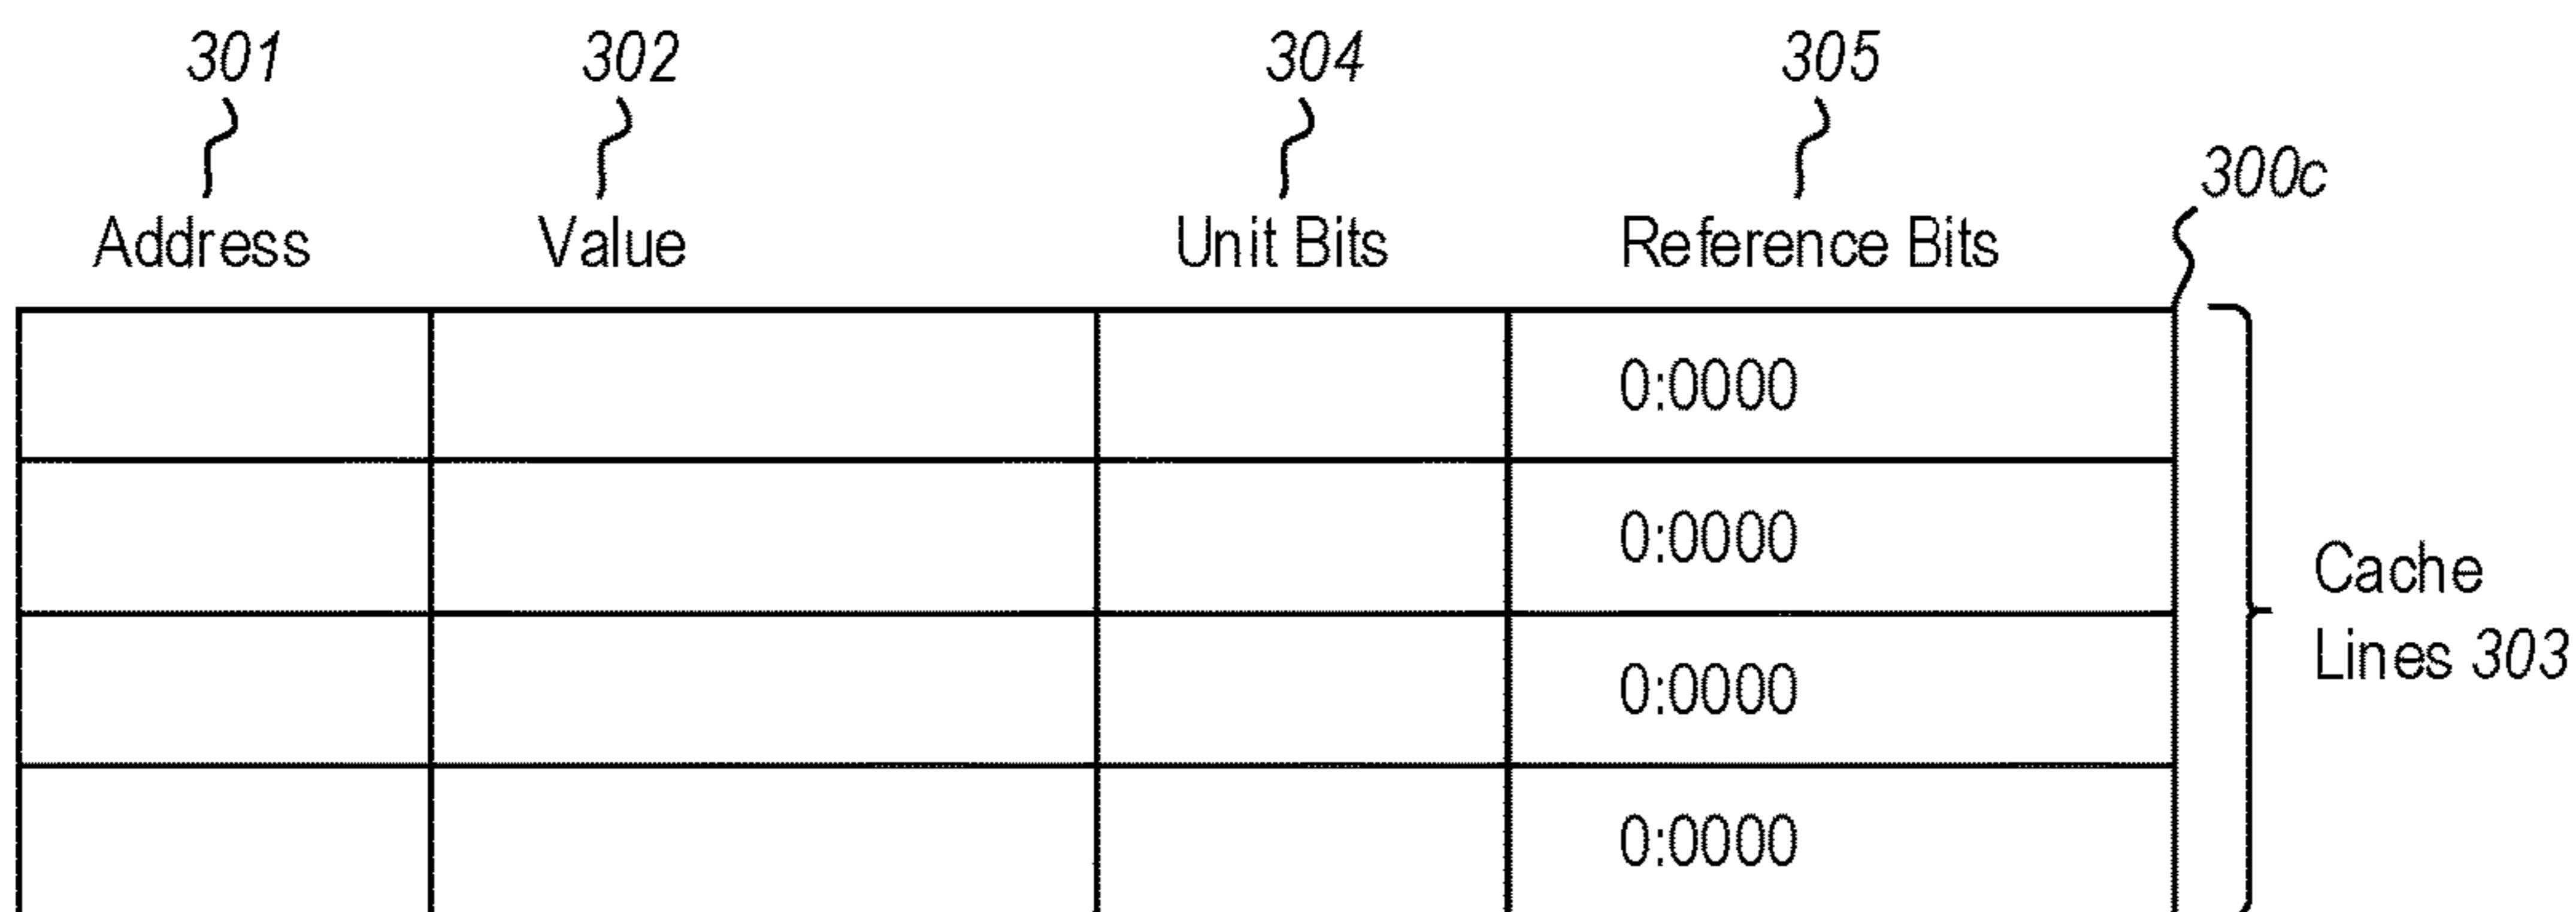 301 302 304 305
300c
Address Value Unit Bits Reference Bits
0:0000
0:0000
Cache
Lines 303
0:0000
0:0000